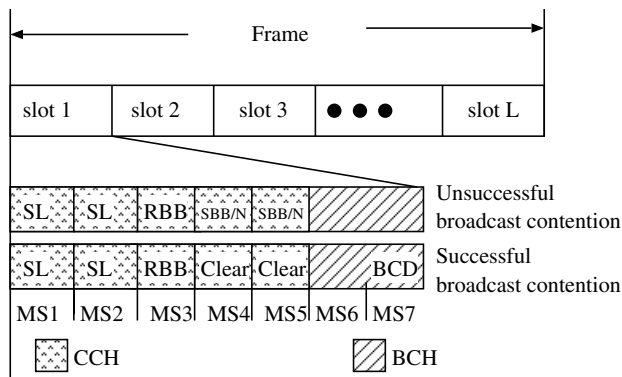 Frame
slot 1 slot 2 slot 3 ● ● ● slot L
SL SL RBB SBB/N SBB/N Unsuccessful broadcast contention
SL SL RBB Clear Clear BCD Successful broadcast contention
MS1 MS2 MS3 MS4 MS5 MS6 MS7
CCH BCH